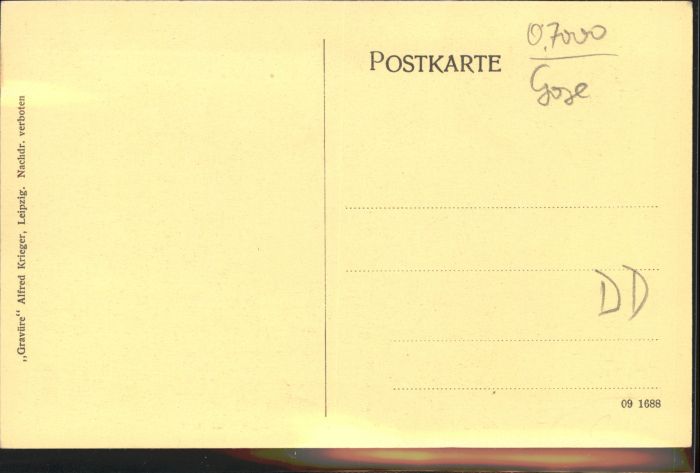 „Gravüre“ Alfred Krieger, Leipzig. Nachdr. verboten
POSTKARTE
0,7000
Gose
DD
09 1688